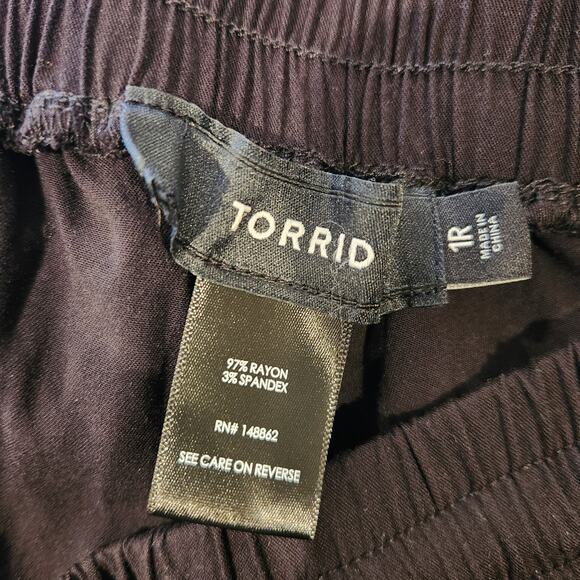 TORRID
1R
MADE IN
CHINA
97% RAYON
3% SPANDEX
RN# 148862
SEE CARE ON REVERSE